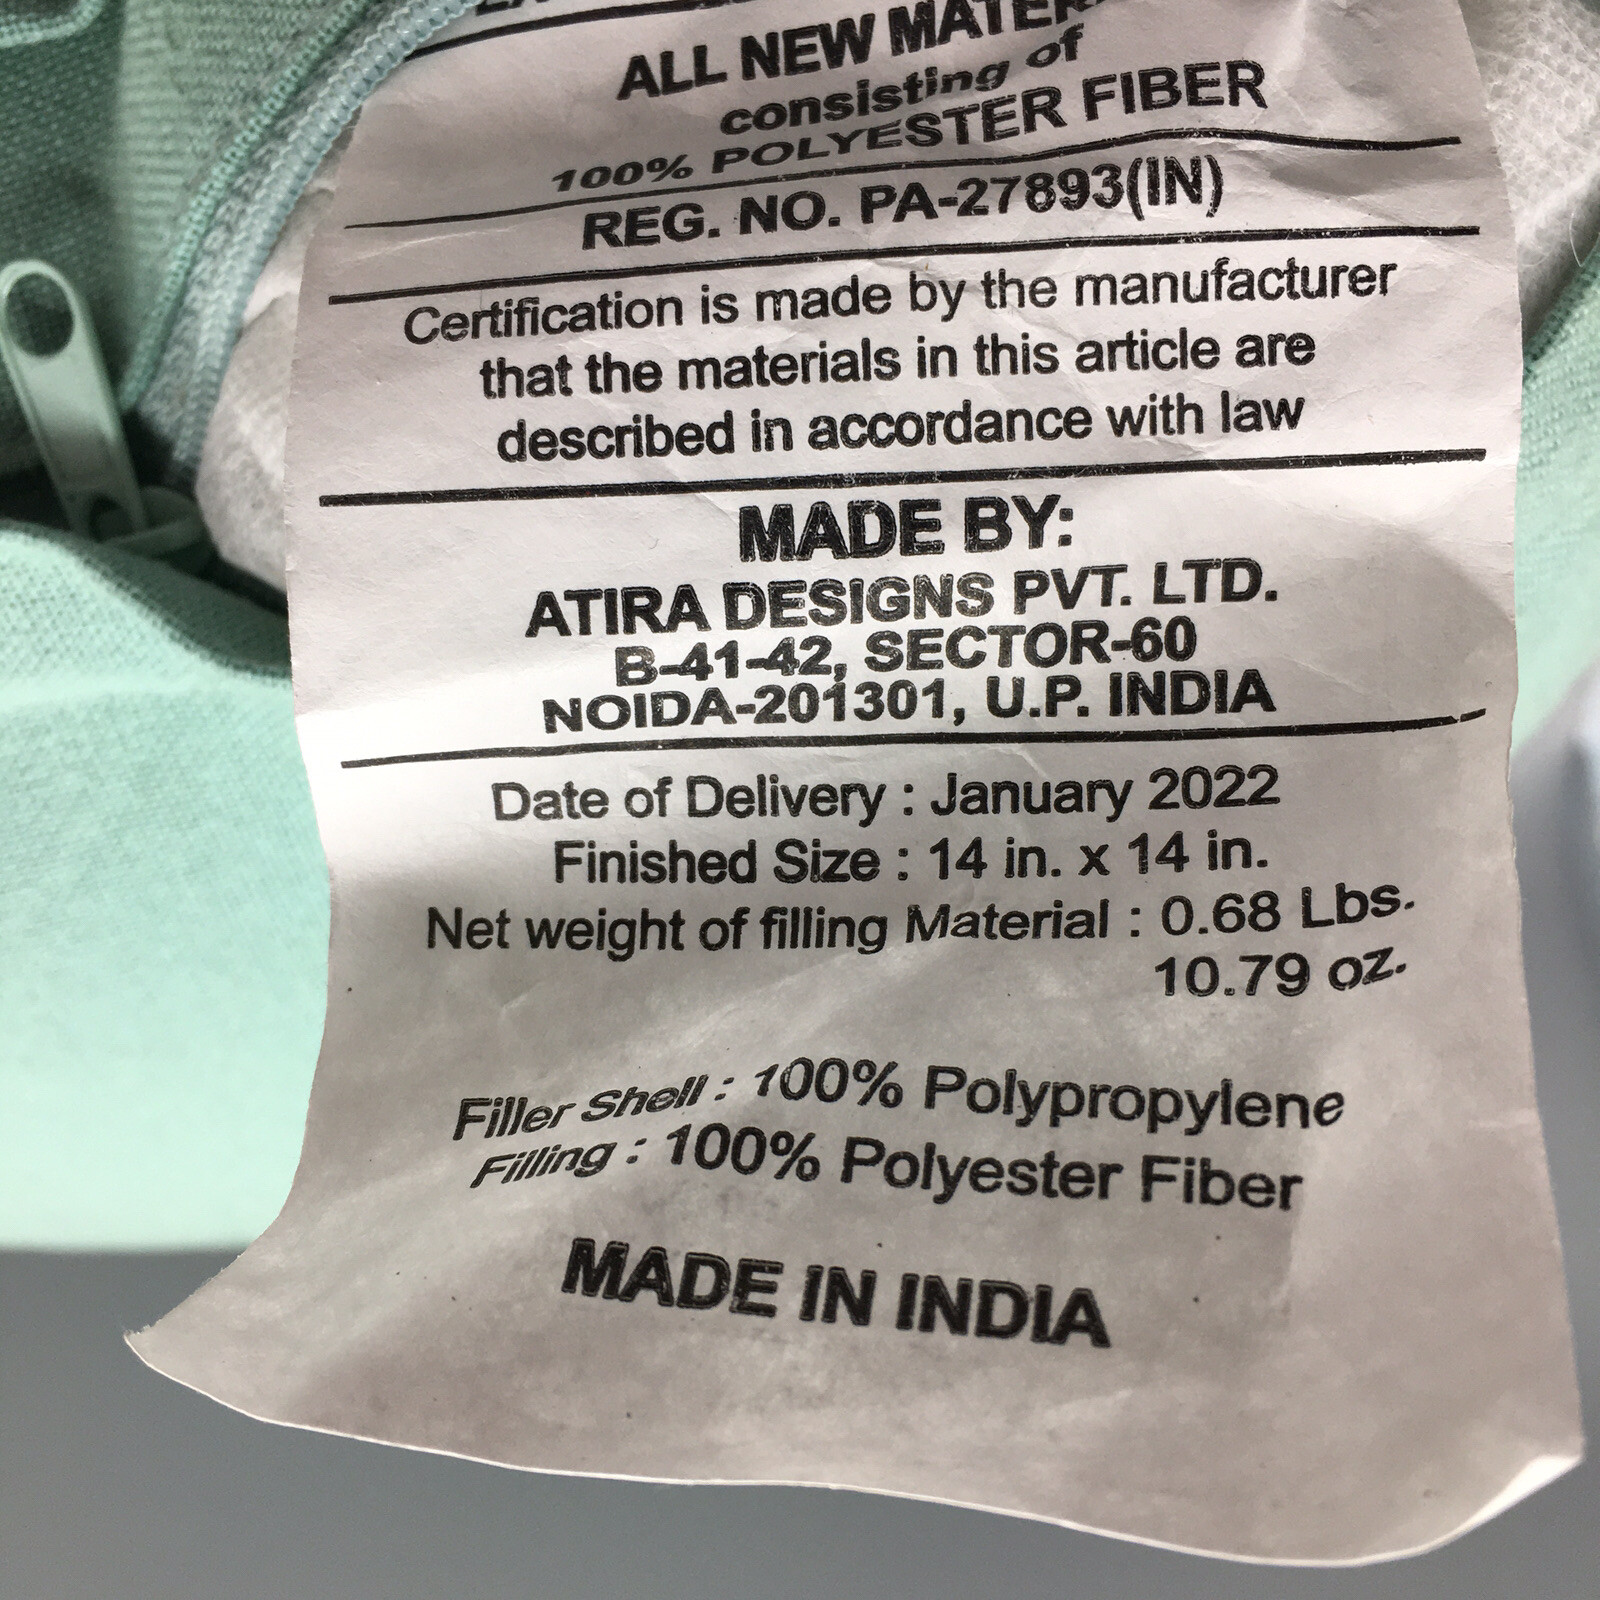 ALL NEW
consisting of
100% POLYESTER FIBER
REG. NO. PA-27893(IN)
Certification is made by the manufacturer
that the materials in this article are
described in accordance with law
MADE BY:
ATIRA DESIGNS PVT. LTD.
B-41-42, SECTOR-60
NOIDA-201301, U.P. INDIA
Date of Delivery : January 2022
Finished Size : 14 in. x 14 in.
Net weight of filling Material : 0.68 Lbs.
10.79 oz.
Filler Shell : 100% Polypropylene
Filling : 100% Polyester Fiber
MADE IN INDIA